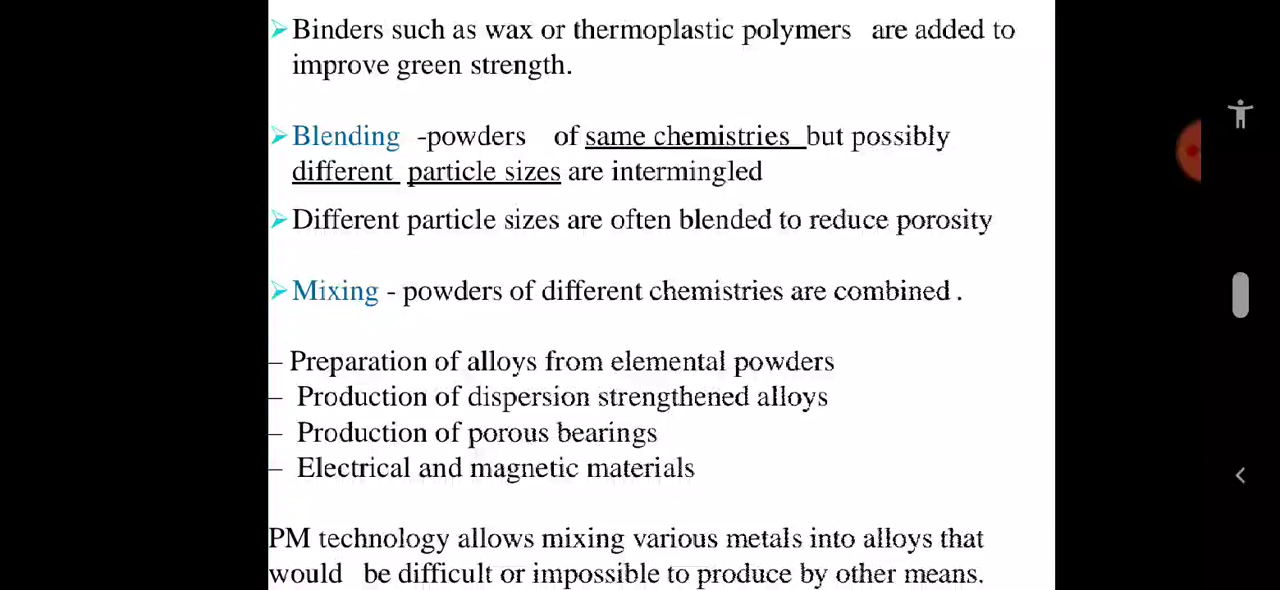 ➢Binders such as wax or thermoplastic polymers are added to
improve green strength.
➢Blending -powders of same chemistries but possibly
different particle sizes are intermingled
➢Different particle sizes are often blended to reduce porosity
➢Mixing - powders of different chemistries are combined .
– Preparation of alloys from elemental powders
– Production of dispersion strengthened alloys
– Production of porous bearings
– Electrical and magnetic materials
PM technology allows mixing various metals into alloys that
would be difficult or impossible to produce by other means.